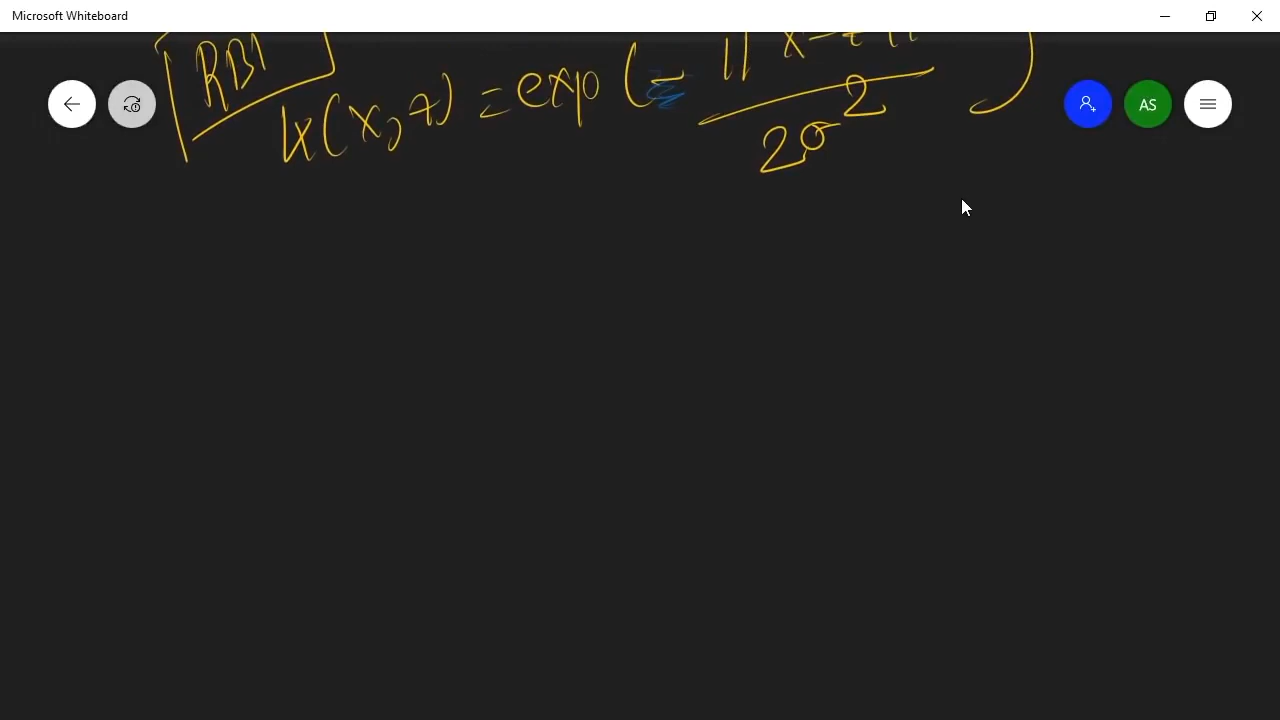 Microsoft Whiteboard
RBF
K(x, z) = exp (- || x - z || / 2σ²)
AS